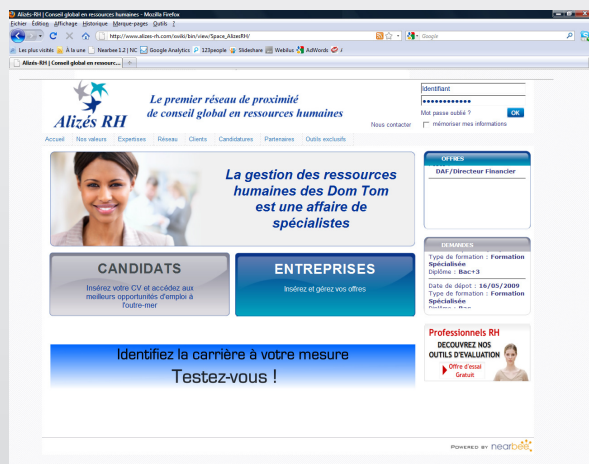 Alizés-RH | Conseil global en ressources humaines - Mozilla Firefox
Fichier Édition Affichage Historique Marque-pages Outils ?
http://www.alizes-rh.com/xwiki/bin/view/Space_AlizesRH/
Google
Les plus visités À la une Nearbee 1.2 | NC Google Analytics 123people Slideshare Webilus AdWords
Alizés-RH | Conseil global en ressourc...
Identifiant
Alizés RH
Le premier réseau de proximité
de conseil global en ressources humaines
Nous contacter
Mot passe oublié ?
OK
mémoriser mes informations
Accueil Nos valeurs Expertises Réseau Clients Candidatures Partenaires Outils exclusifs
La gestion des ressources
humaines des Dom Tom
est une affaire de
spécialistes
OFFRES
DAF/Directeur Financier
DEMANDES
Type de formation : Formation
Spécialisée
Diplôme : Bac+3
Date de dépôt : 16/05/2009
Type de formation : Formation
Spécialisée
CANDIDATS
Insérez votre CV et accédez aux
meilleurs opportunités d'emploi à
l'outre-mer
ENTREPRISES
Insérez et gérez vos offres
Professionnels RH
DECOUVREZ NOS
OUTILS D'EVALUATION
Offre d'essai
Gratuit
Identifiez la carrière à votre mesure
Testez-vous !
POWERED BY nearbee